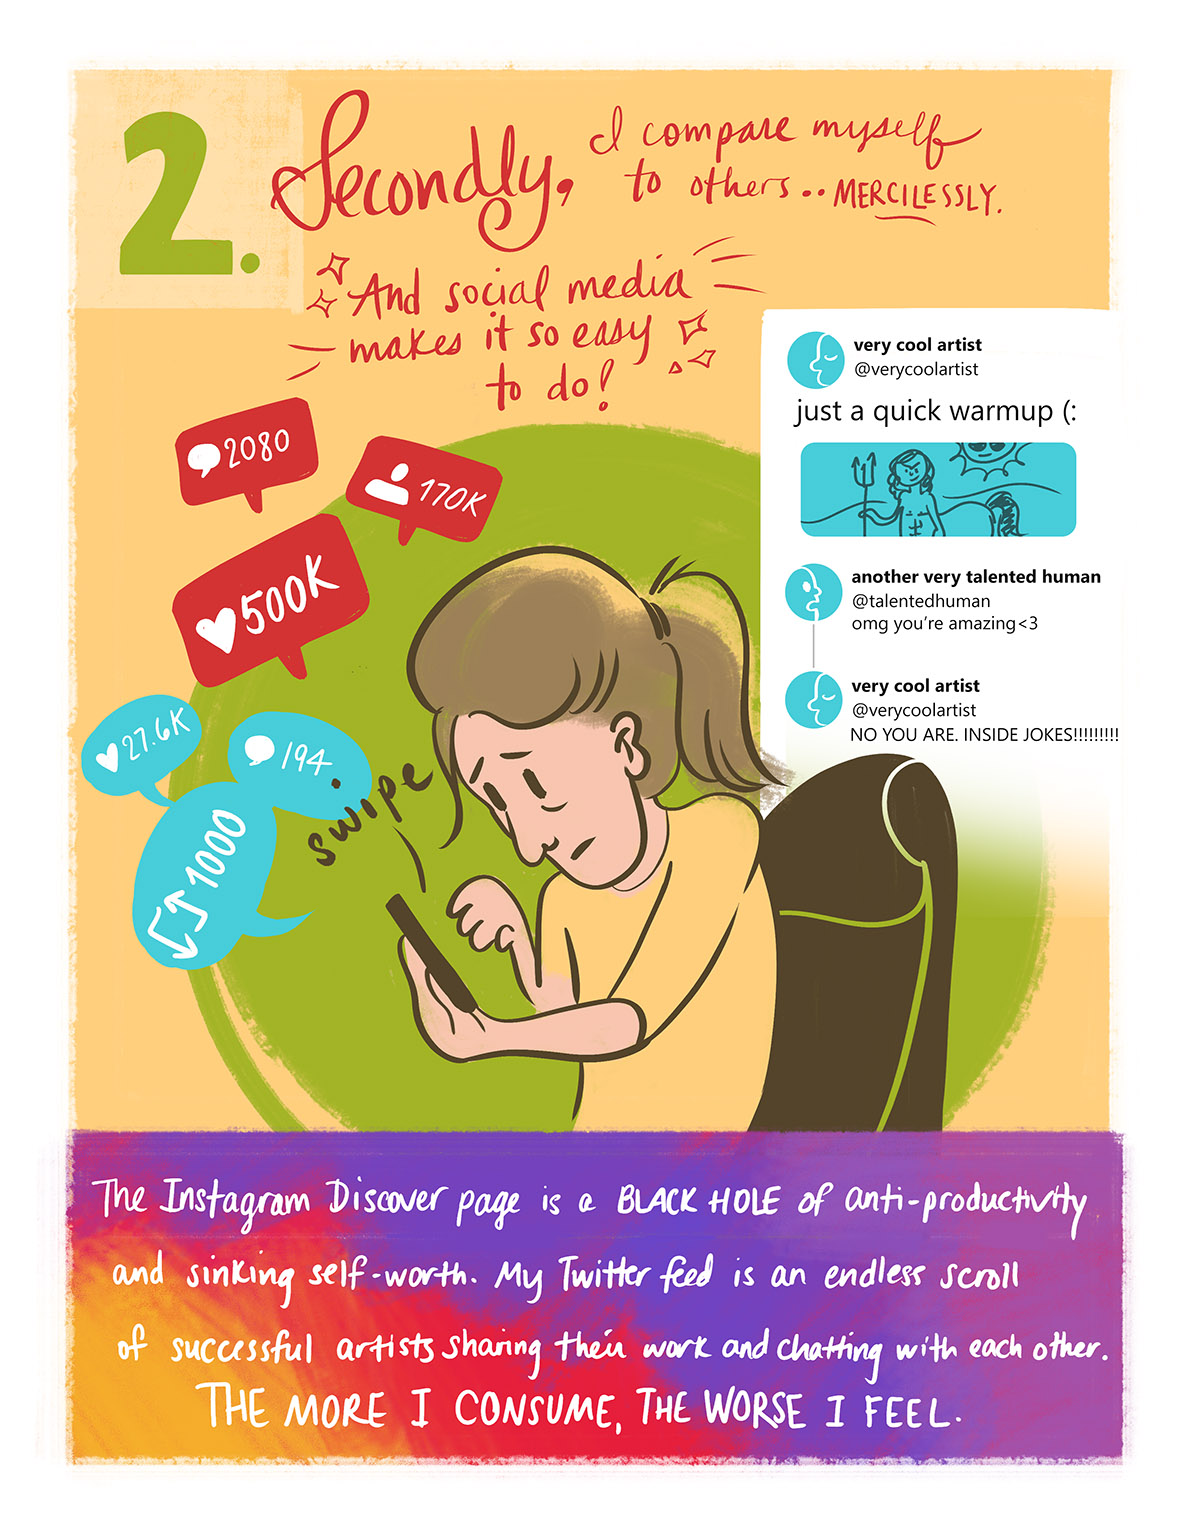 2.
Secondly, I compare myself
to others.. MERCILESSLY.
And social media
makes it so easy
to do!
2080
170K
500K
27.6K
194
1000
swipe
very cool artist
@verycoolartist
just a quick warmup (:
another very talented human
@talentedhuman
omg you're amazing<3
very cool artist
@verycoolartist
NO YOU ARE. INSIDE JOKES!!!!!!!!!
The Instagram Discover page is a BLACK HOLE of anti-productivity
and sinking self-worth. My Twitter feed is an endless scroll
of successful artists sharing their work and chatting with each other.
THE MORE I CONSUME, THE WORSE I FEEL.